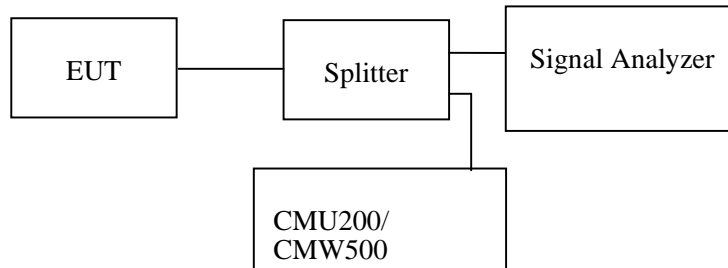 EUT
Splitter
Signal Analyzer
CMU200/
CMW500